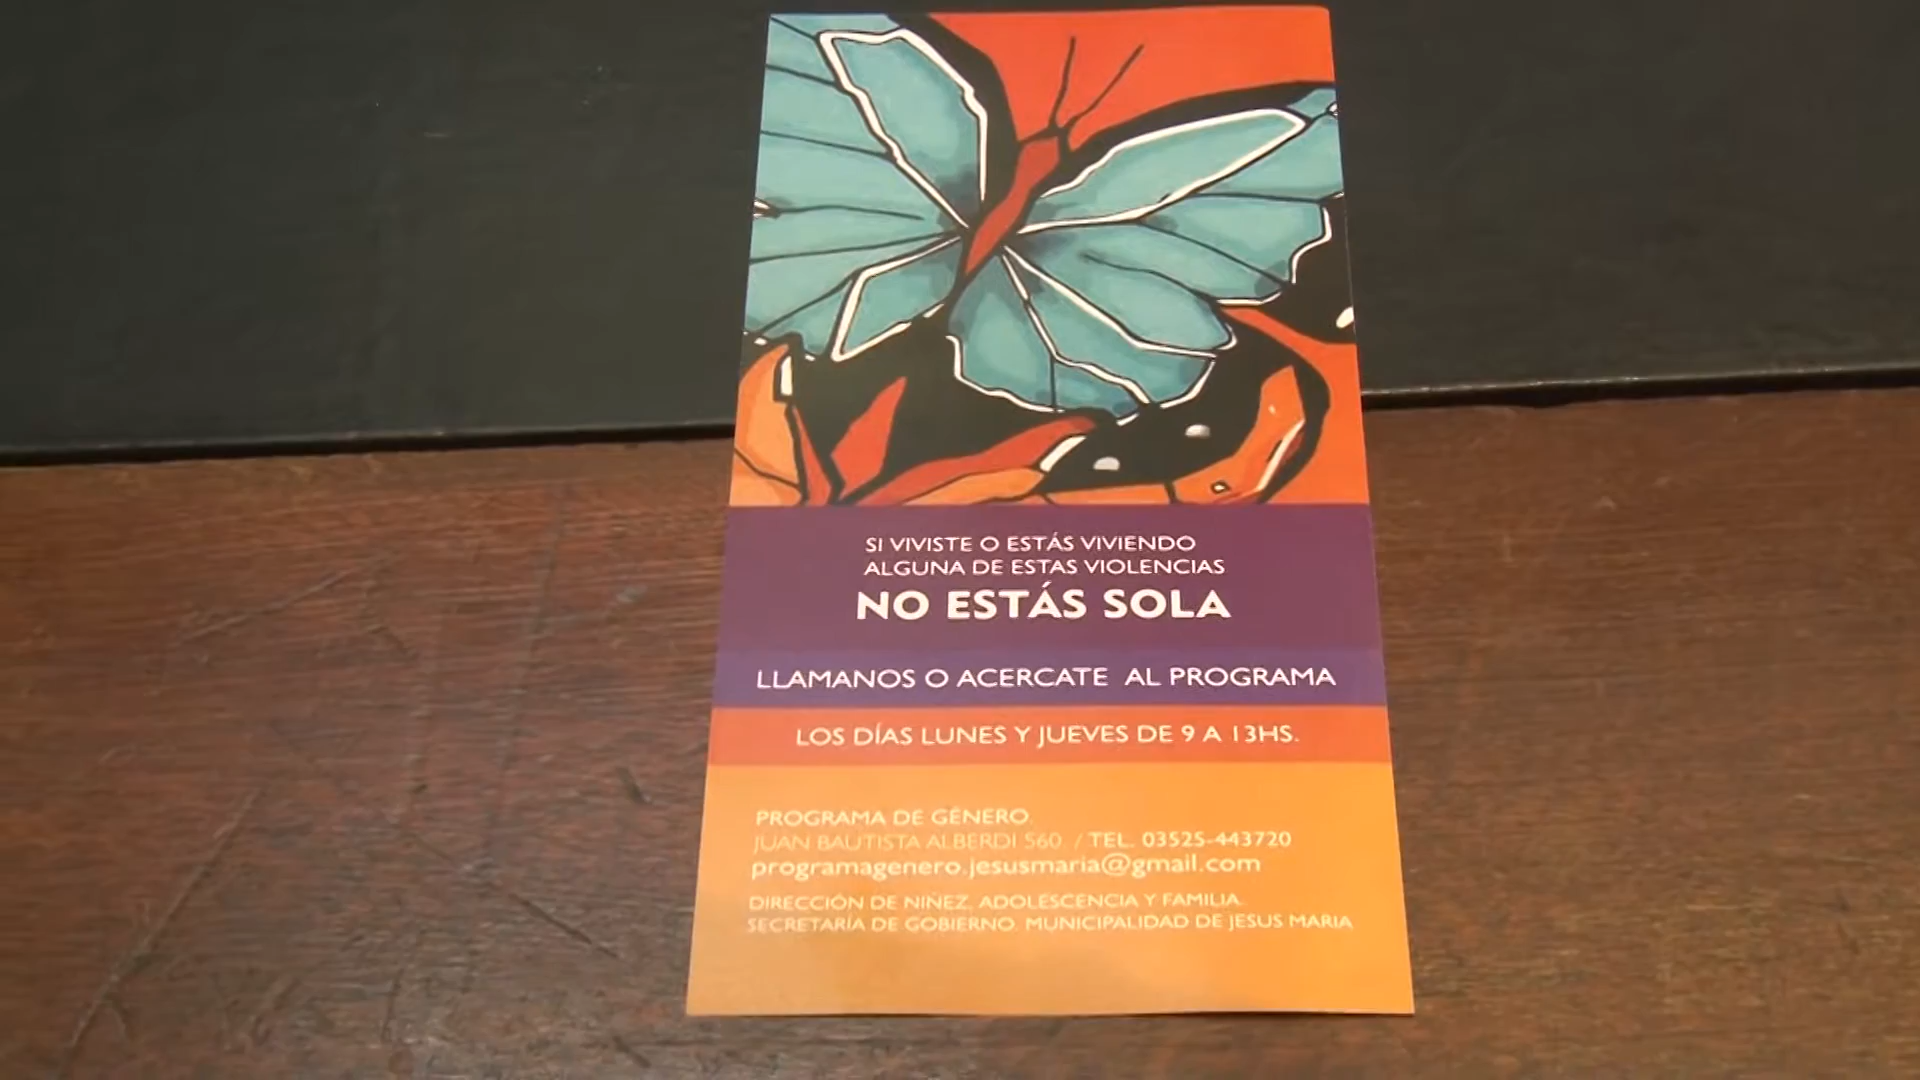 SI VIVISTE O ESTÁS VIVIENDO
ALGUNA DE ESTAS VIOLENCIAS
NO ESTÁS SOLA
LLAMANOS O ACERCATE AL PROGRAMA
LOS DÍAS LUNES Y JUEVES DE 9 A 13HS.
PROGRAMA DE GÉNERO.
JUAN BAUTISTA ALBERDI 560. / TEL. 03525-443720
programagenero.jesusmaria@gmail.com
DIRECCIÓN DE NIÑEZ, ADOLESCENCIA Y FAMILIA.
SECRETARÍA DE GOBIERNO. MUNICIPALIDAD DE JESUS MARIA